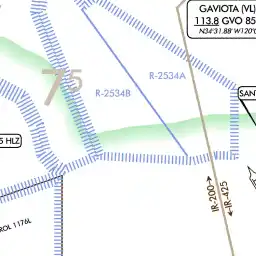 GAVIOTA (VL)
113.8 GVO 85
N34°31.88' W120°
R-2534A
75
R-2534B
SANT
5 HLZ
IR-200→
←IR-425
ROL 1176L